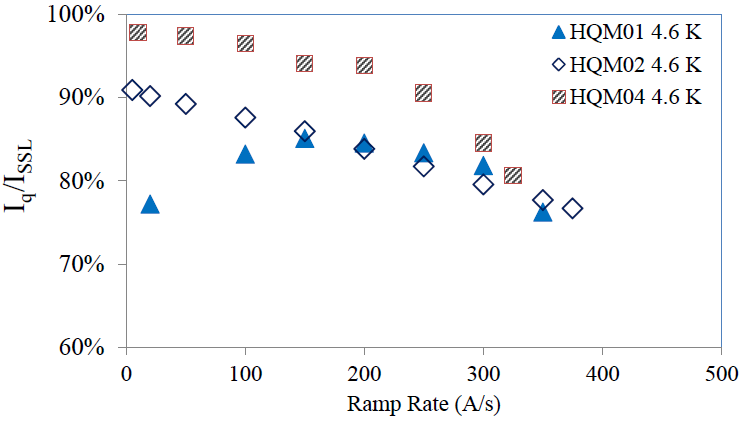 100%
90%
80%
70%
60%
Iq/ISSL
0 100 200 300 400 500
Ramp Rate (A/s)
HQM01 4.6 K
HQM02 4.6 K
HQM04 4.6 K